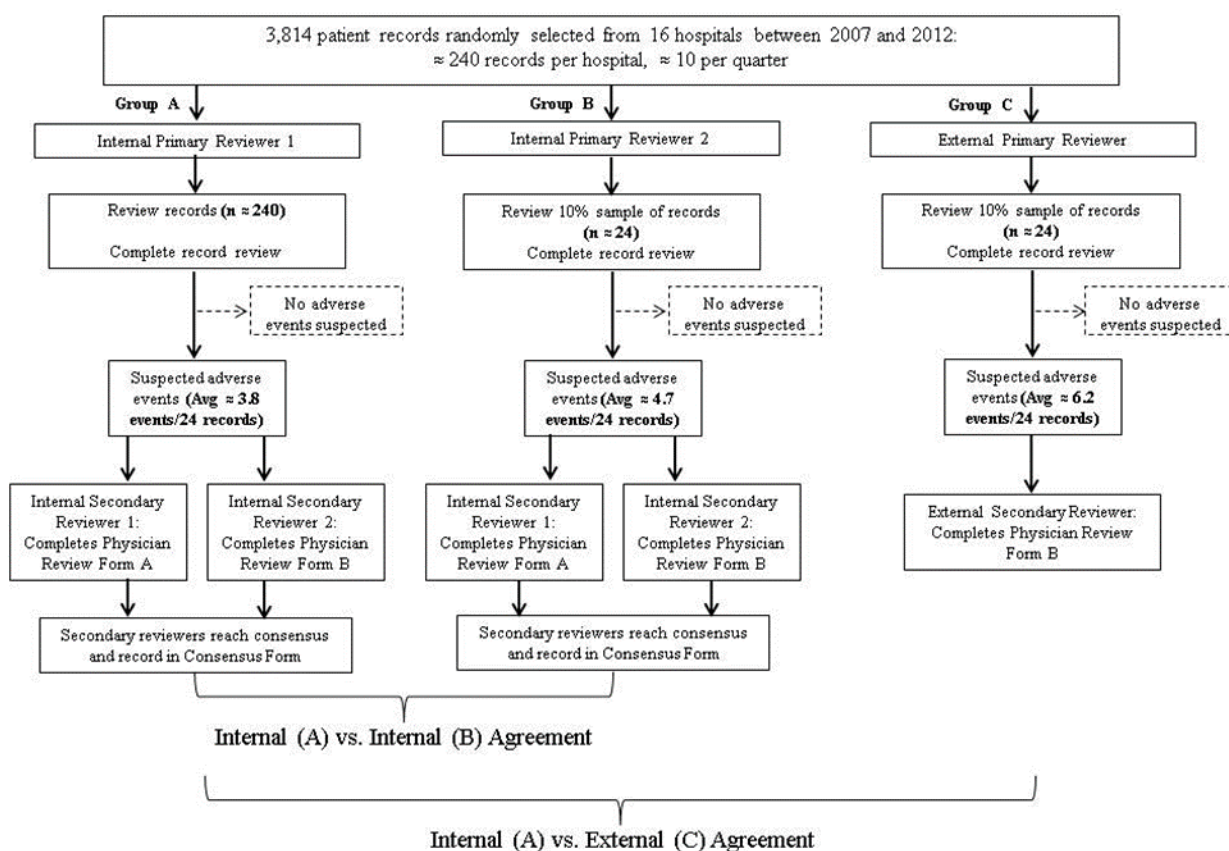 3,814 patient records randomly selected from 16 hospitals between 2007 and 2012:
≈ 240 records per hospital, ≈ 10 per quarter
Group A
Group B
Group C
Internal Primary Reviewer 1
Internal Primary Reviewer 2
External Primary Reviewer
Review records (n ≈ 240)
Complete record review
Review 10% sample of records
(n ≈ 24)
Complete record review
Review 10% sample of records
(n ≈ 24)
Complete record review
No adverse
events suspected
No adverse
events suspected
No adverse
events suspected
Suspected adverse
events (Avg ≈ 3.8
events/24 records)
Suspected adverse
events (Avg ≈ 4.7
events/24 records)
Suspected adverse
events (Avg ≈ 6.2
events/24 records)
Internal Secondary
Reviewer 1:
Completes Physician
Review Form A
Internal Secondary
Reviewer 2:
Completes Physician
Review Form B
Internal Secondary
Reviewer 1:
Completes Physician
Review Form A
Internal Secondary
Reviewer 2:
Completes Physician
Review Form B
External Secondary Reviewer:
Completes Physician Review
Form B
Secondary reviewers reach consensus
and record in Consensus Form
Secondary reviewers reach consensus
and record in Consensus Form
Internal (A) vs. Internal (B) Agreement
Internal (A) vs. External (C) Agreement